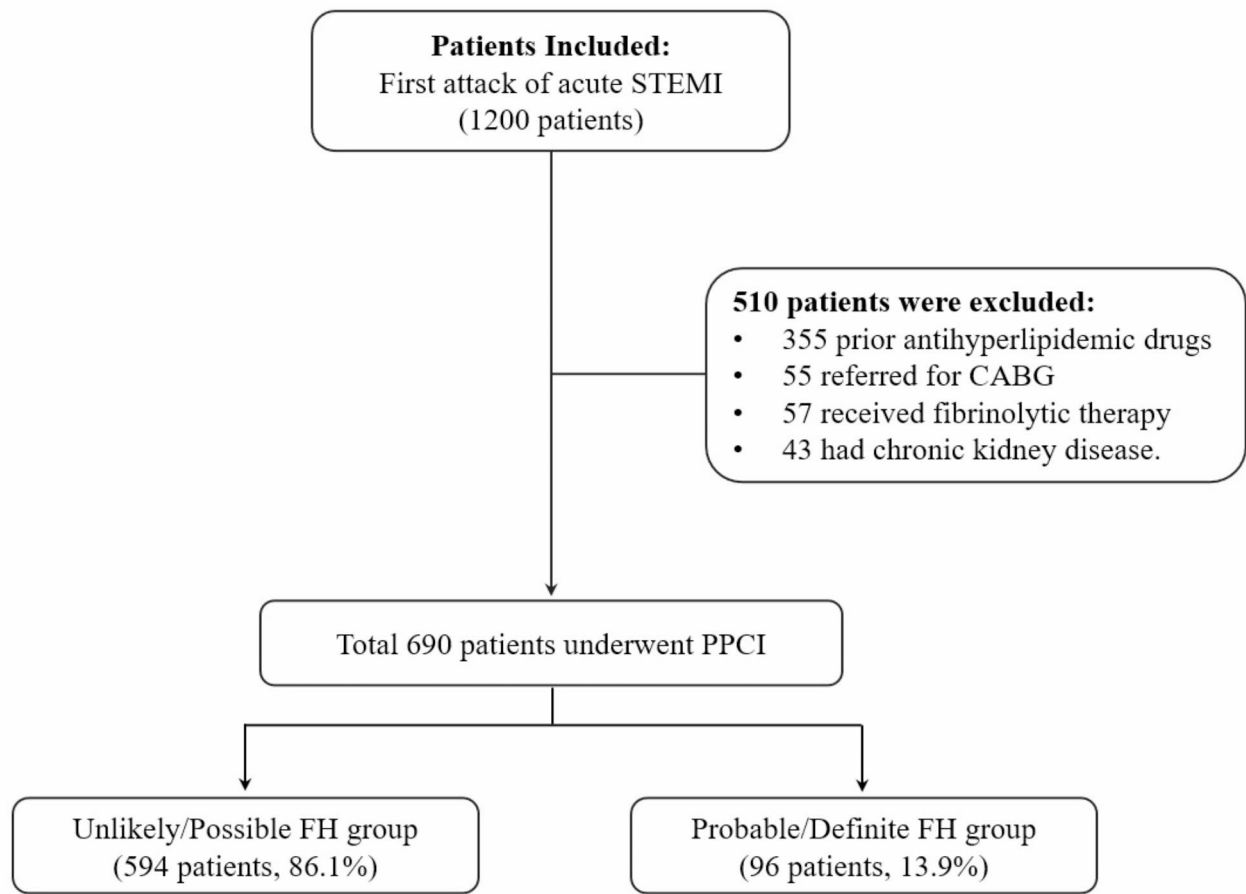 Patients Included:
First attack of acute STEMI
(1200 patients)
510 patients were excluded:
• 355 prior antihyperlipidemic drugs
• 55 referred for CABG
• 57 received fibrinolytic therapy
• 43 had chronic kidney disease.
Total 690 patients underwent PPCI
Unlikely/Possible FH group
(594 patients, 86.1%)
Probable/Definite FH group
(96 patients, 13.9%)